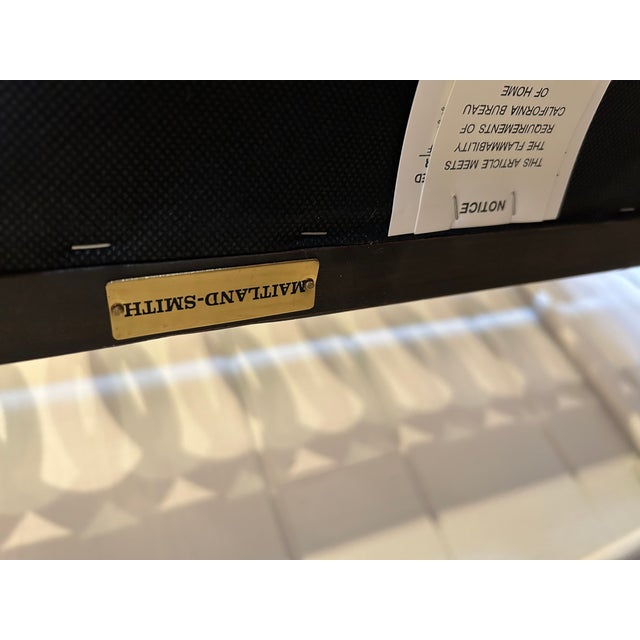 NOTICE
THIS ARTICLE MEETS
THE FLAMMABILITY
REQUIREMENTS OF
CALIFORNIA BUREAU
OF HOME
MAITLAND-SMITH